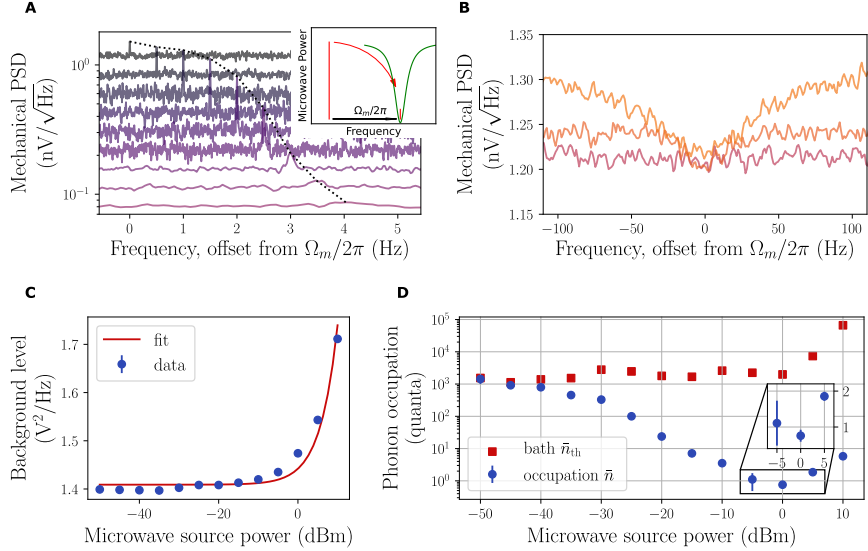 A
Mechanical PSD
(nV/√Hz)
10⁰
10⁻¹
0
1
2
3
4
5
Frequency, offset from Ωₘ/2π (Hz)
Microwave Power
Ωₘ/2π
Frequency
B
Mechanical PSD
(nV/√Hz)
1.35
1.30
1.25
1.20
1.15
−100
−50
0
50
100
Frequency, offset from Ωₘ/2π (Hz)
C
Background level
(V²/Hz)
1.7
1.6
1.5
1.4
fit
data
−40
−20
0
Microwave source power (dBm)
D
Phonon occupation
(quanta)
10⁵
10⁴
10³
10²
10¹
10⁰
bath n̄ₜₕ
occupation n̄
2
1
−5
0
5
−50
−40
−30
−20
−10
0
10
Microwave source power (dBm)